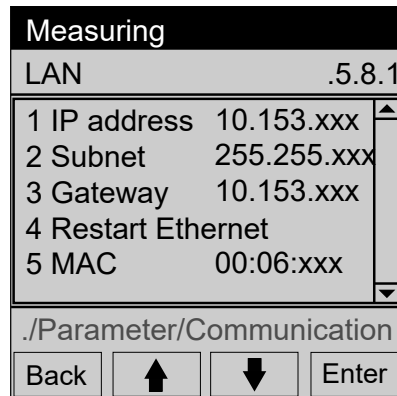 Measuring
LAN .5.8.1
1 IP address 10.153.xxx
2 Subnet 255.255.xxx
3 Gateway 10.153.xxx
4 Restart Ethernet
5 MAC 00:06:xxx
./Parameter/Communication
Back Enter